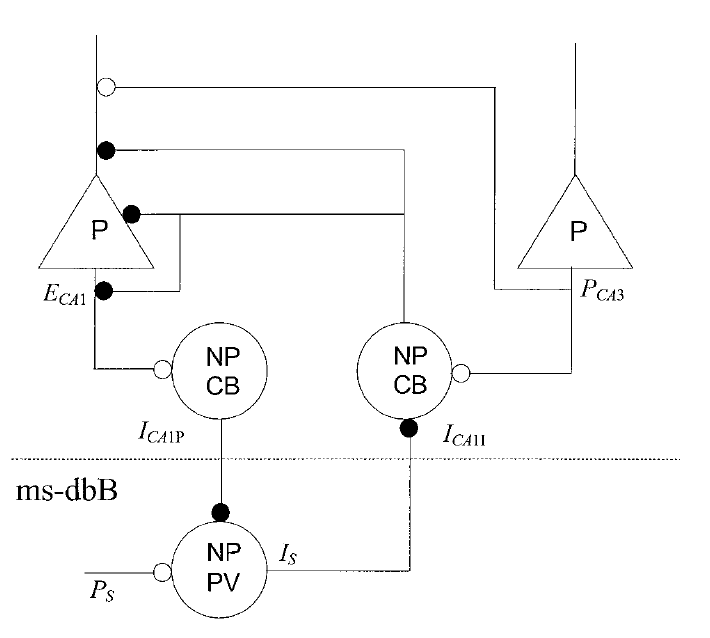 P
P
E_CA1
P_CA3
NP
CB
NP
CB
I_CA1P
I_CA1I
ms-dbB
NP
PV
I_S
P_S